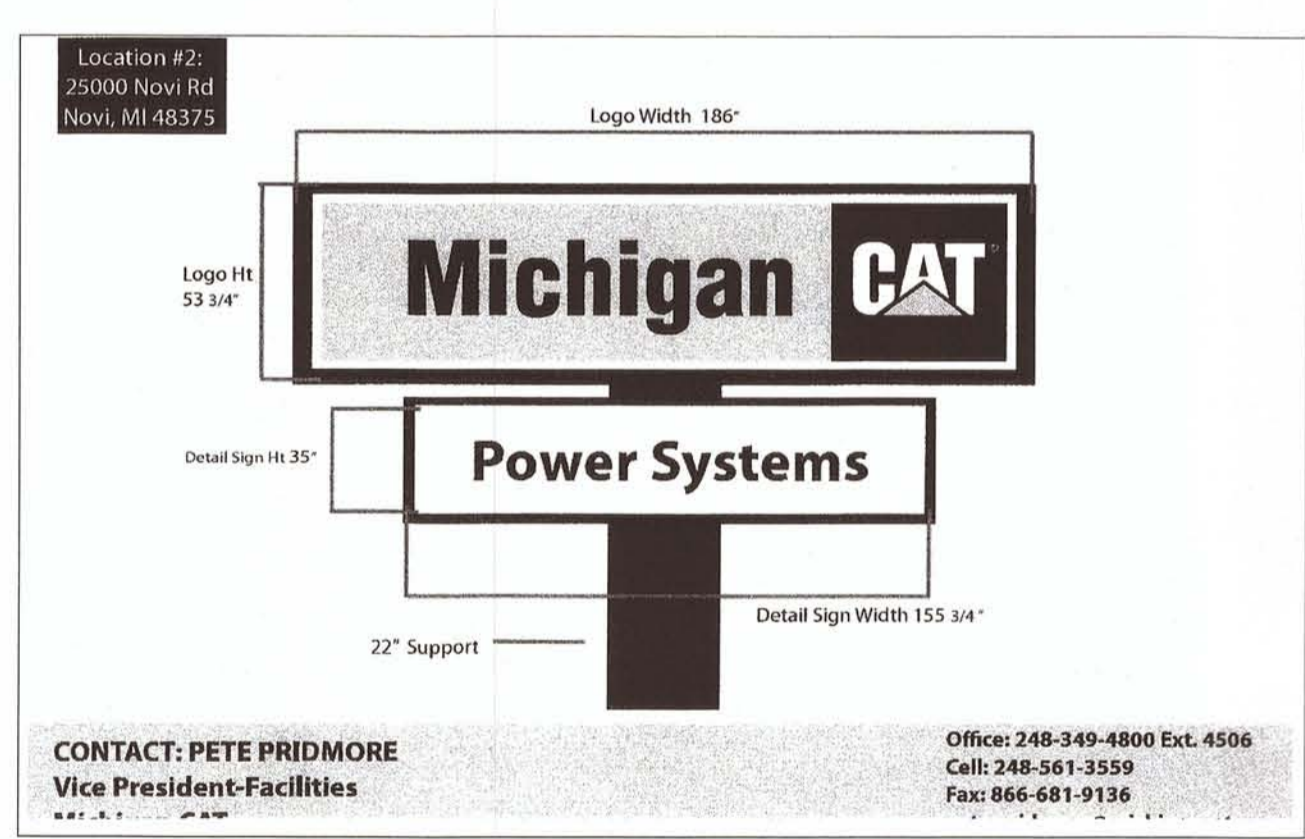 Location #2:
25000 Novi Rd
Novi, MI 48375
Logo Width 186"
Logo Ht
53 3/4"
Michigan CAT
Detail Sign Ht 35"
Power Systems
Detail Sign Width 155 3/4"
22" Support
CONTACT: PETE PRIDMORE
Vice President-Facilities
Michigan CAT
Office: 248-349-4800 Ext. 4506
Cell: 248-561-3559
Fax: 866-681-9136